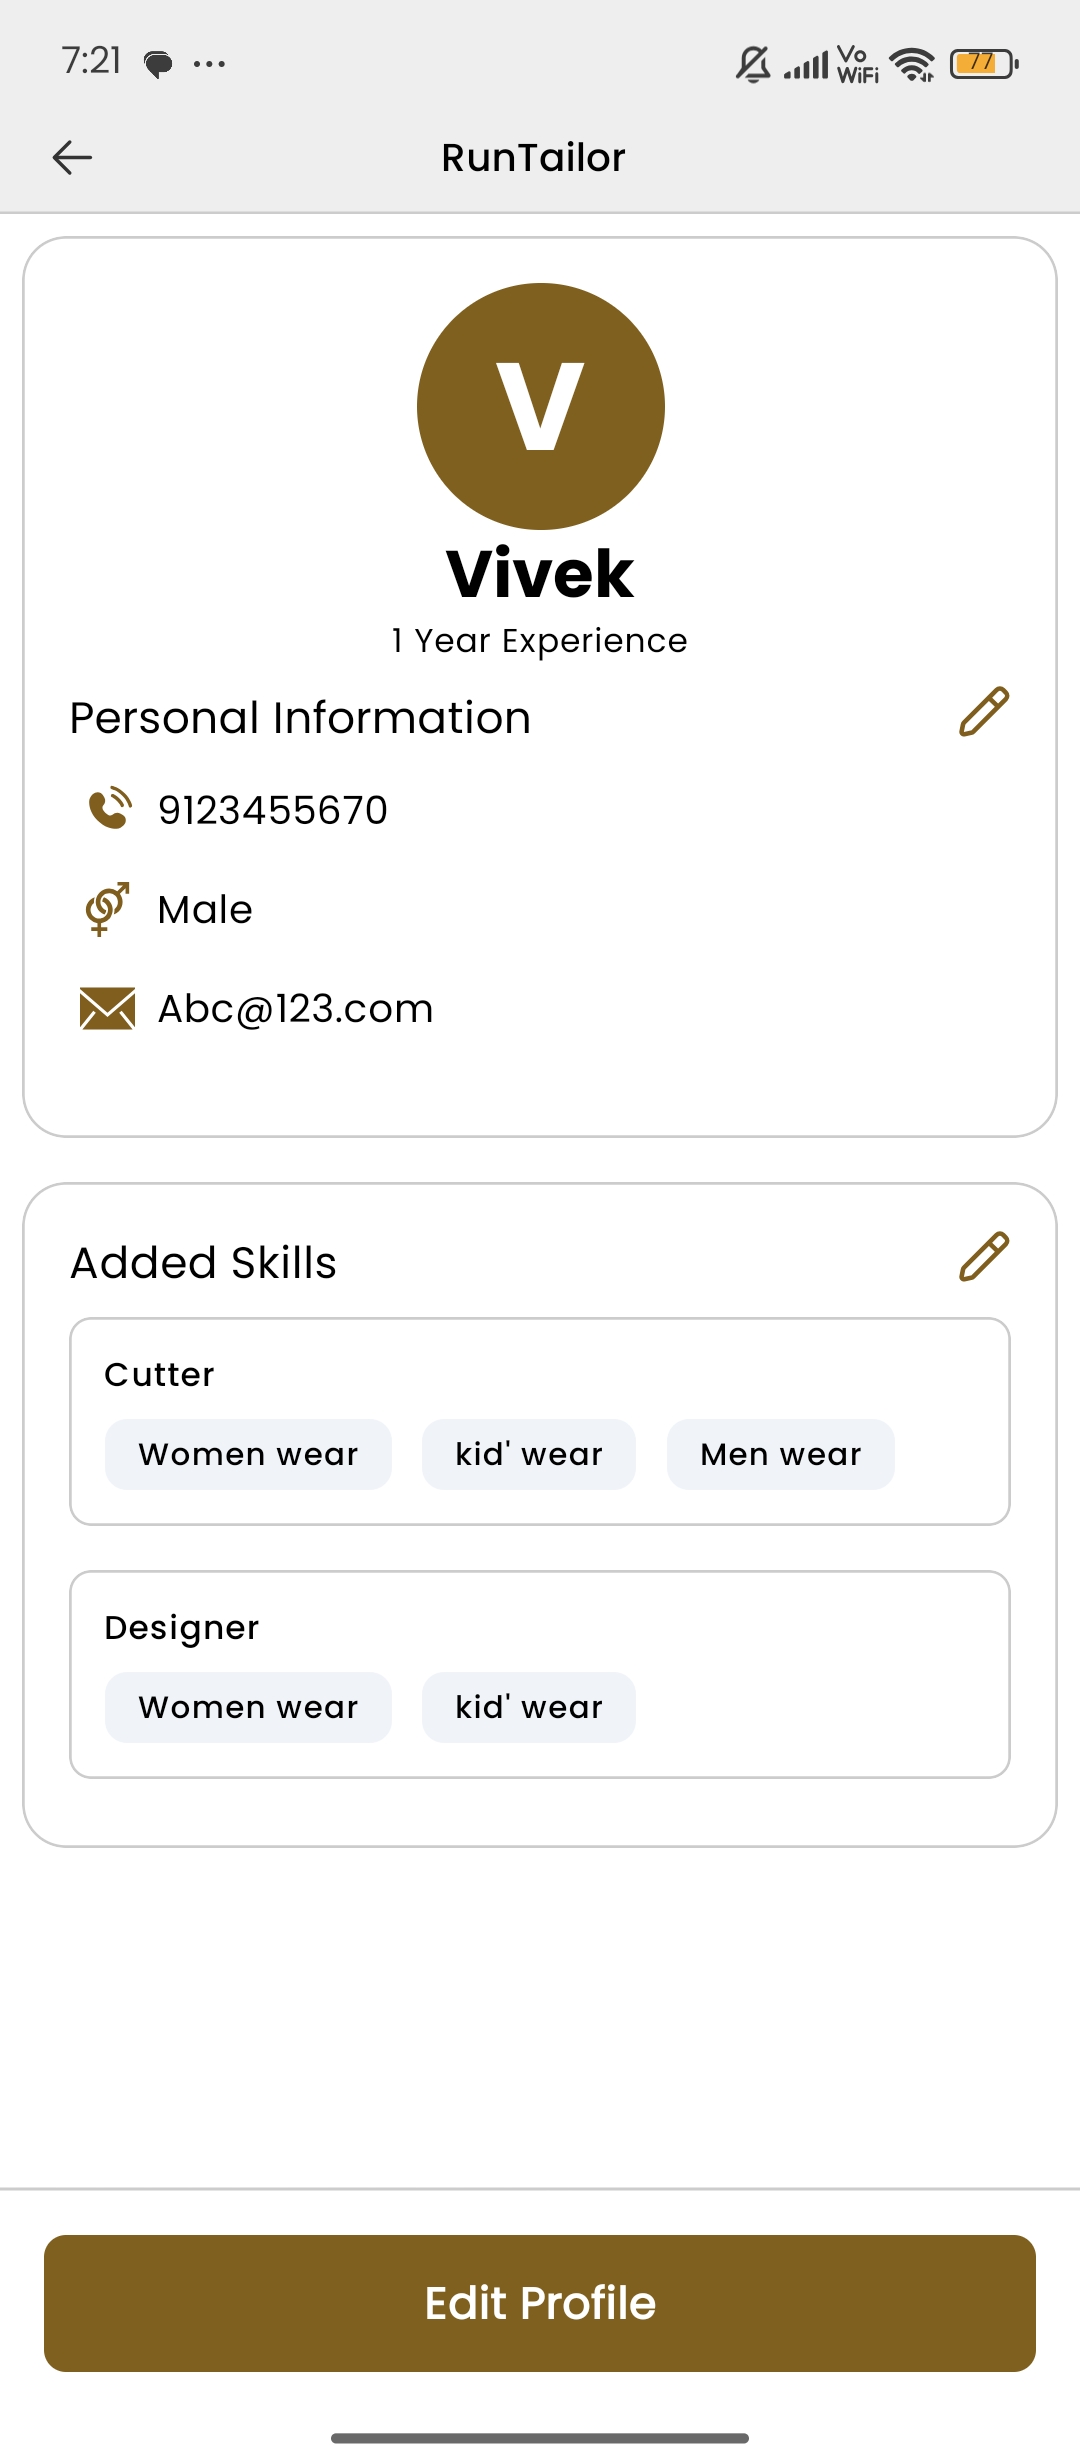 7:21 ... Vo WiFi 77
RunTailor
V
Vivek
1 Year Experience
Personal Information
9123455670
Male
Abc@123.com
Added Skills
Cutter
Women wear kid' wear Men wear
Designer
Women wear kid' wear
Edit Profile